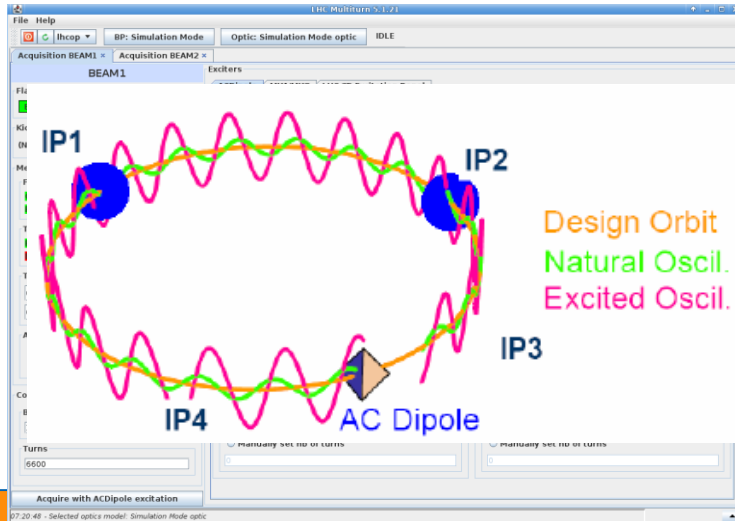 LHC Multiturn 5.1.21
File Help
lhcop
BP: Simulation Mode
Optic: Simulation Mode optic
IDLE
Acquisition BEAM1 ×
Acquisition BEAM2 ×
BEAM1
Exciters
IP1
IP2
Design Orbit
Natural Oscil.
Excited Oscil.
IP3
IP4
AC Dipole
Turns
6600
Manually set nb of turns
0
Manually set nb of turns
0
Acquire with ACDipole excitation
07:20:48 - Selected optics model: Simulation Mode optic